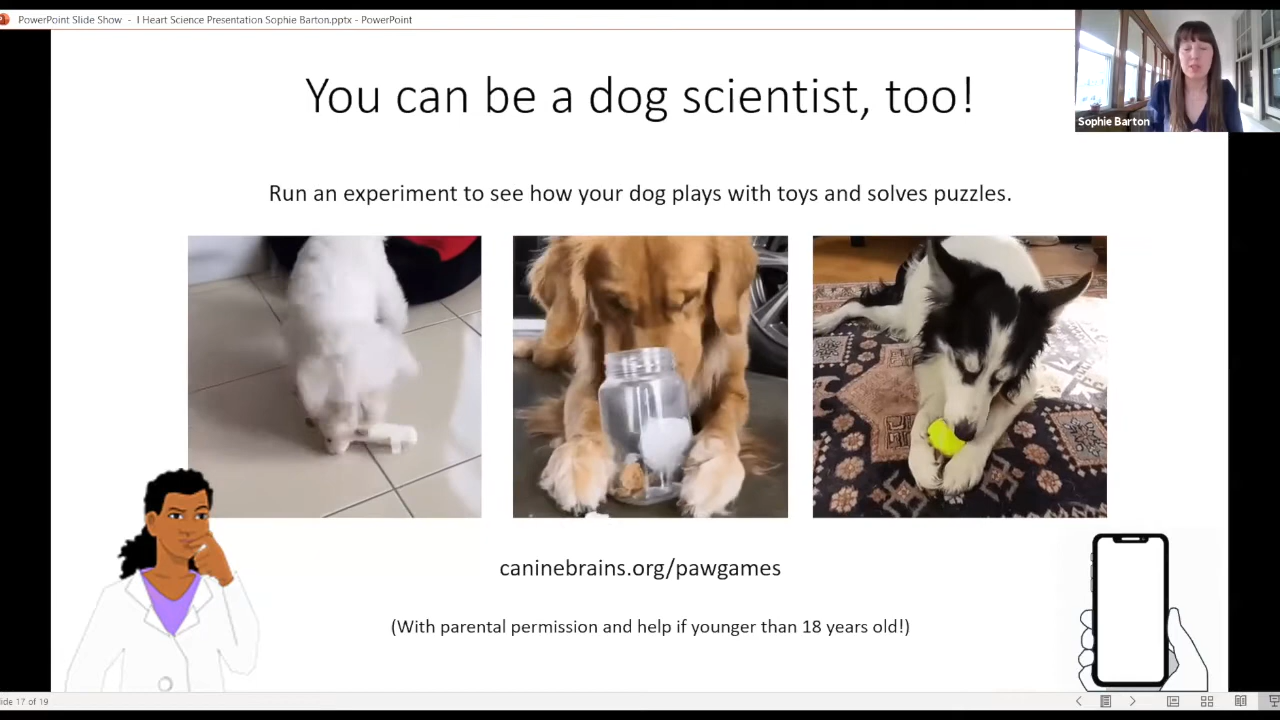 PowerPoint Slide Show - I Heart Science Presentation Sophie Barton.pptx - PowerPoint
Sophie Barton
You can be a dog scientist, too!
Run an experiment to see how your dog plays with toys and solves puzzles.
caninebrains.org/pawgames
(With parental permission and help if younger than 18 years old!)
lide 17 of 19